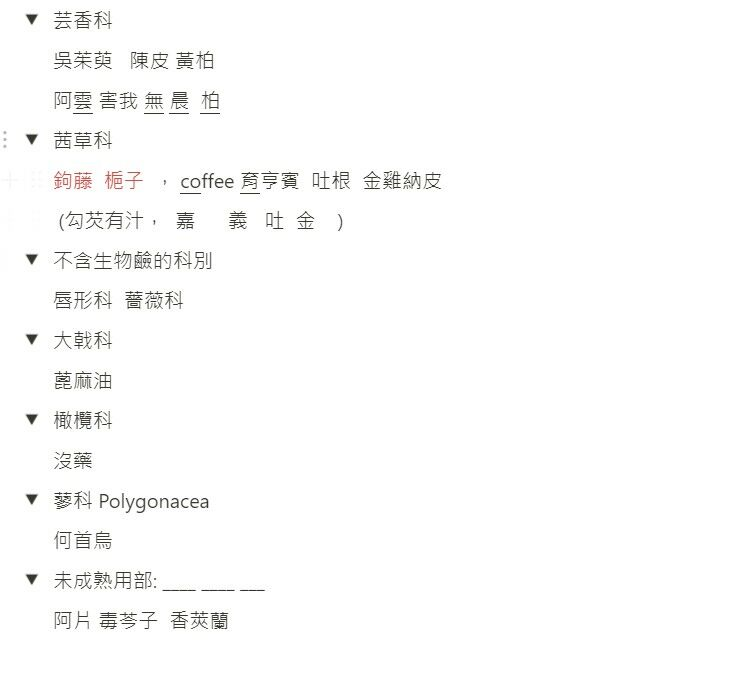 ▼ 芸香科
吳茱萸 陳皮 黃柏
阿雲 害我 無 晨 柏
▼ 茜草科
鉤藤 梔子 ， coffee 育亨賓 吐根 金雞納皮
(勾芡有汁， 嘉 義 吐 金 )
▼ 不含生物鹼的科別
唇形科 薔薇科
▼ 大戟科
蓖麻油
▼ 橄欖科
沒藥
▼ 蓼科 Polygonacea
何首烏
▼ 未成熟用部: ____ ____ ___
阿片 毒芩子 香莢蘭